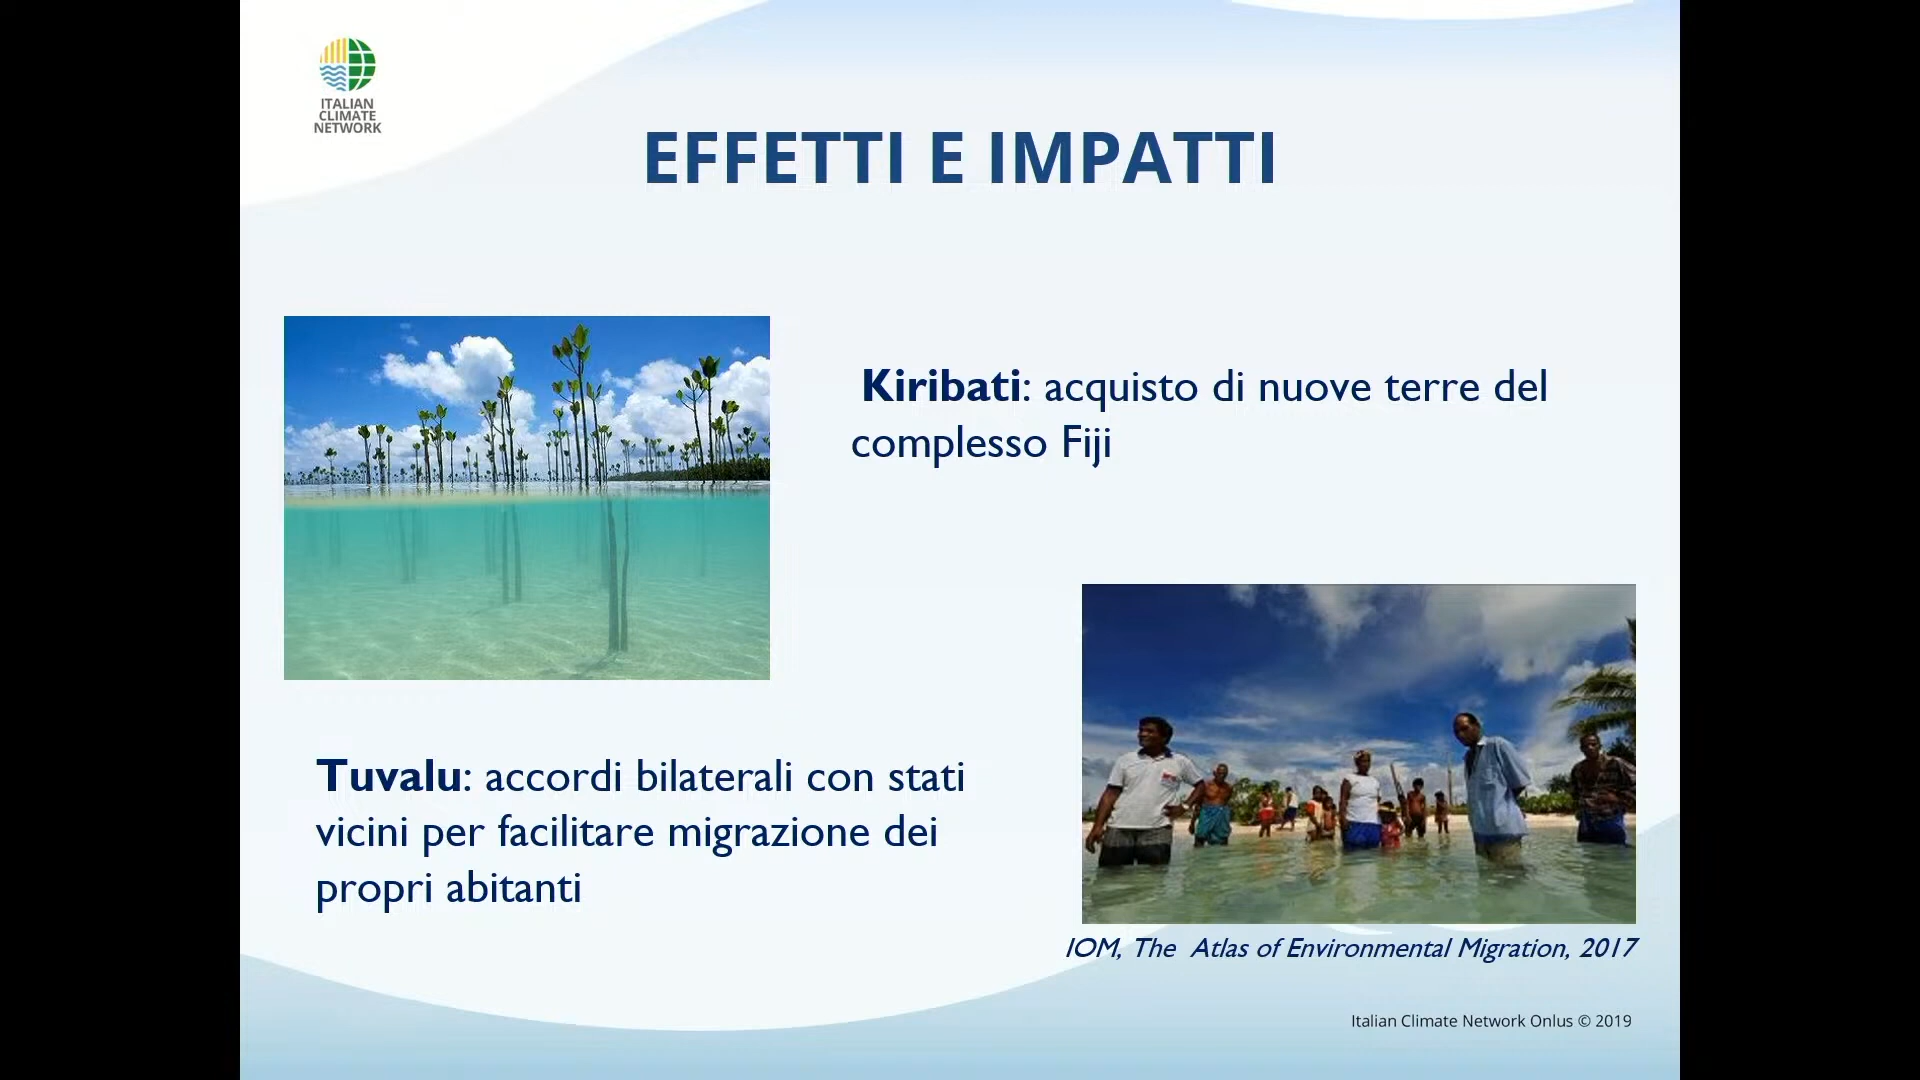 ITALIAN
CLIMATE
NETWORK
EFFETTI E IMPATTI
Kiribati: acquisto di nuove terre del
complesso Fiji
Tuvalu: accordi bilaterali con stati
vicini per facilitare migrazione dei
propri abitanti
IOM, The Atlas of Environmental Migration, 2017
Italian Climate Network Onlus © 2019